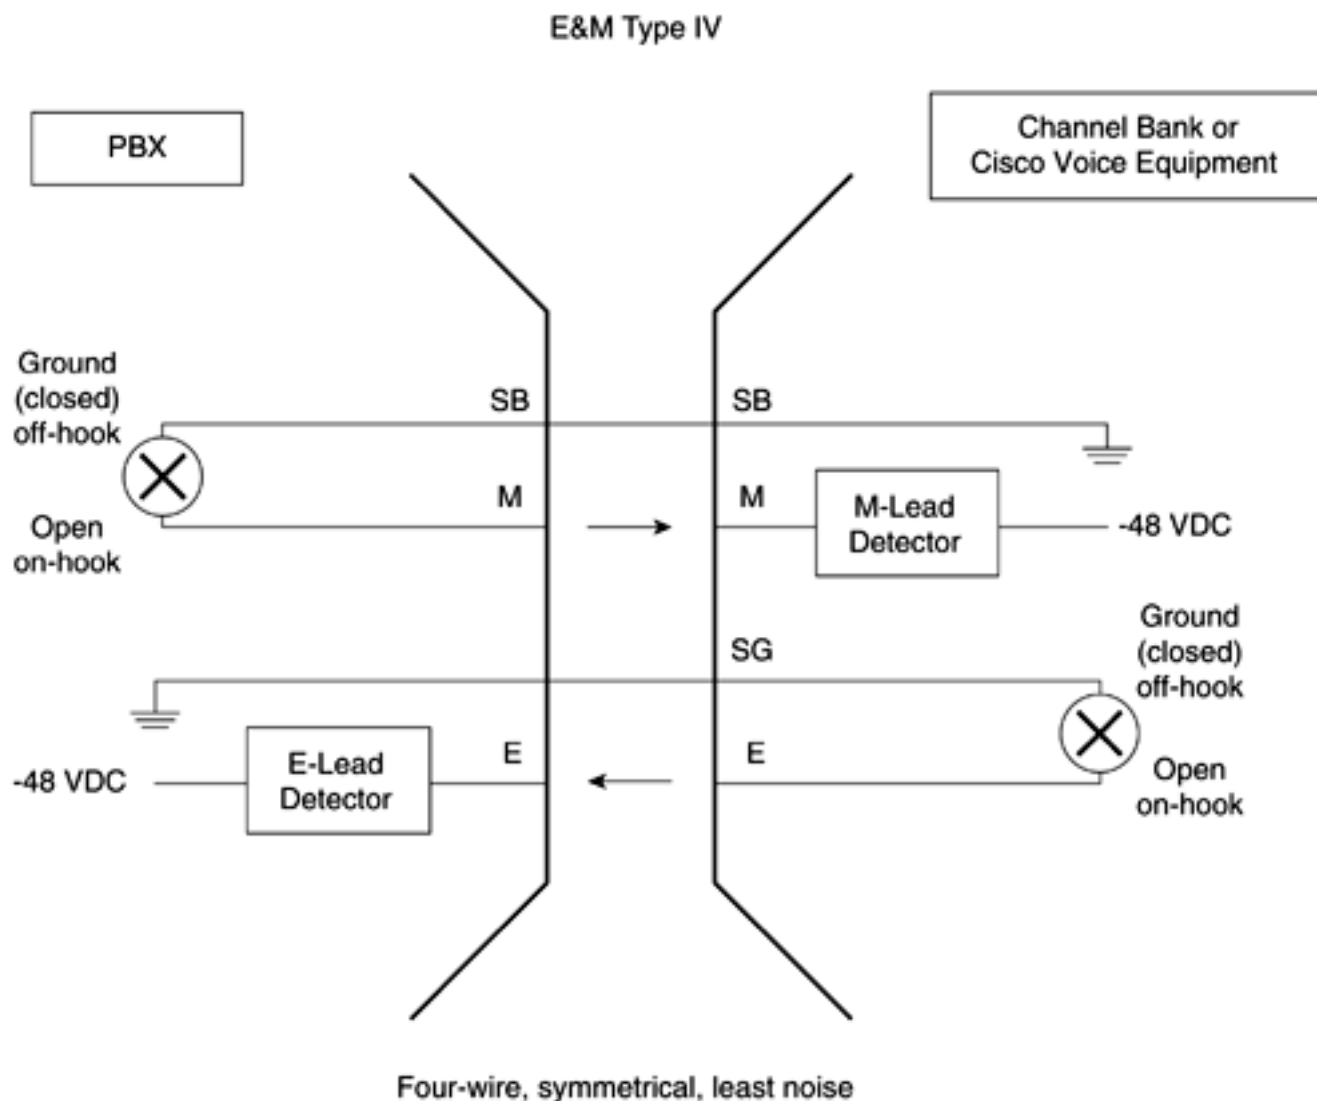 E&M Type IV
PBX
Channel Bank or
Cisco Voice Equipment
Ground
(closed)
off-hook
SB
SB
Open
on-hook
M
M
M-Lead
Detector
-48 VDC
SG
Ground
(closed)
off-hook
-48 VDC
E-Lead
Detector
E
E
Open
on-hook
Four-wire, symmetrical, least noise